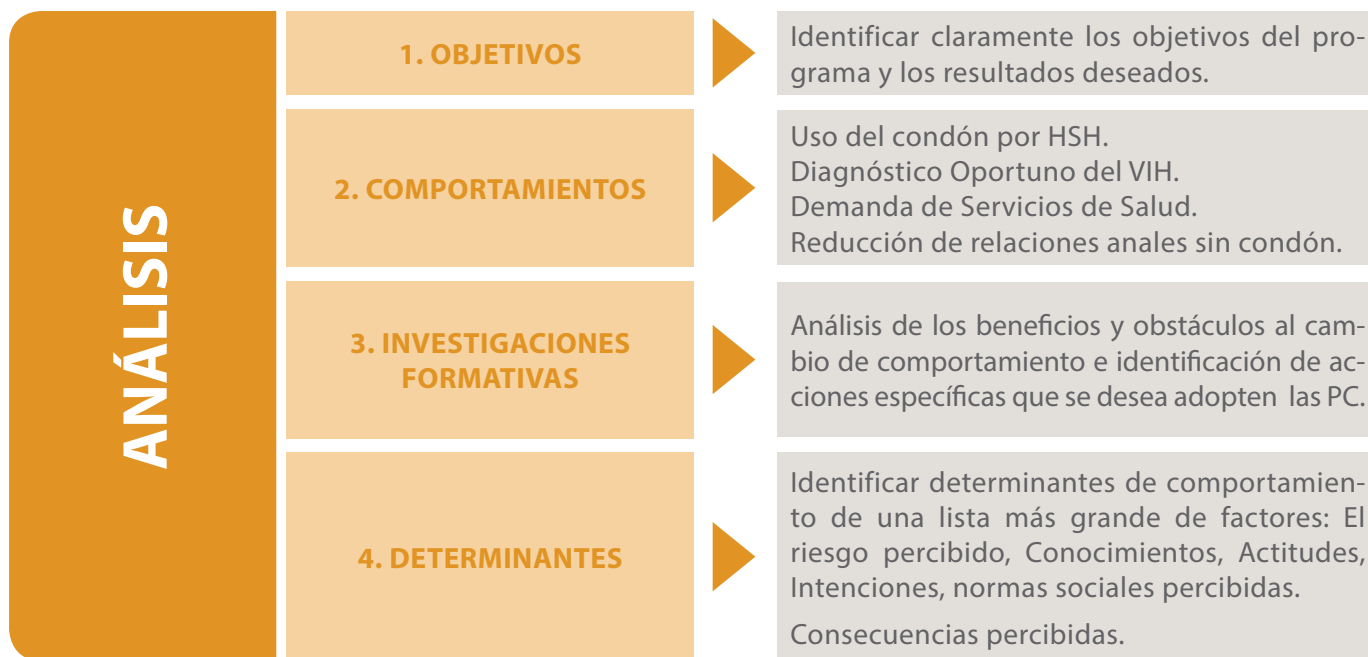 ANÁLISIS
1. OBJETIVOS
Identificar claramente los objetivos del pro-
grama y los resultados deseados.
2. COMPORTAMIENTOS
Uso del condón por HSH.
Diagnóstico Oportuno del VIH.
Demanda de Servicios de Salud.
Reducción de relaciones anales sin condón.
3. INVESTIGACIONES
FORMATIVAS
Análisis de los beneficios y obstáculos al cam-
bio de comportamiento e identificación de ac-
ciones específicas que se desea adopten las PC.
4. DETERMINANTES
Identificar determinantes de comportamien-
to de una lista más grande de factores: El
riesgo percibido, Conocimientos, Actitudes,
Intenciones, normas sociales percibidas.
Consecuencias percibidas.